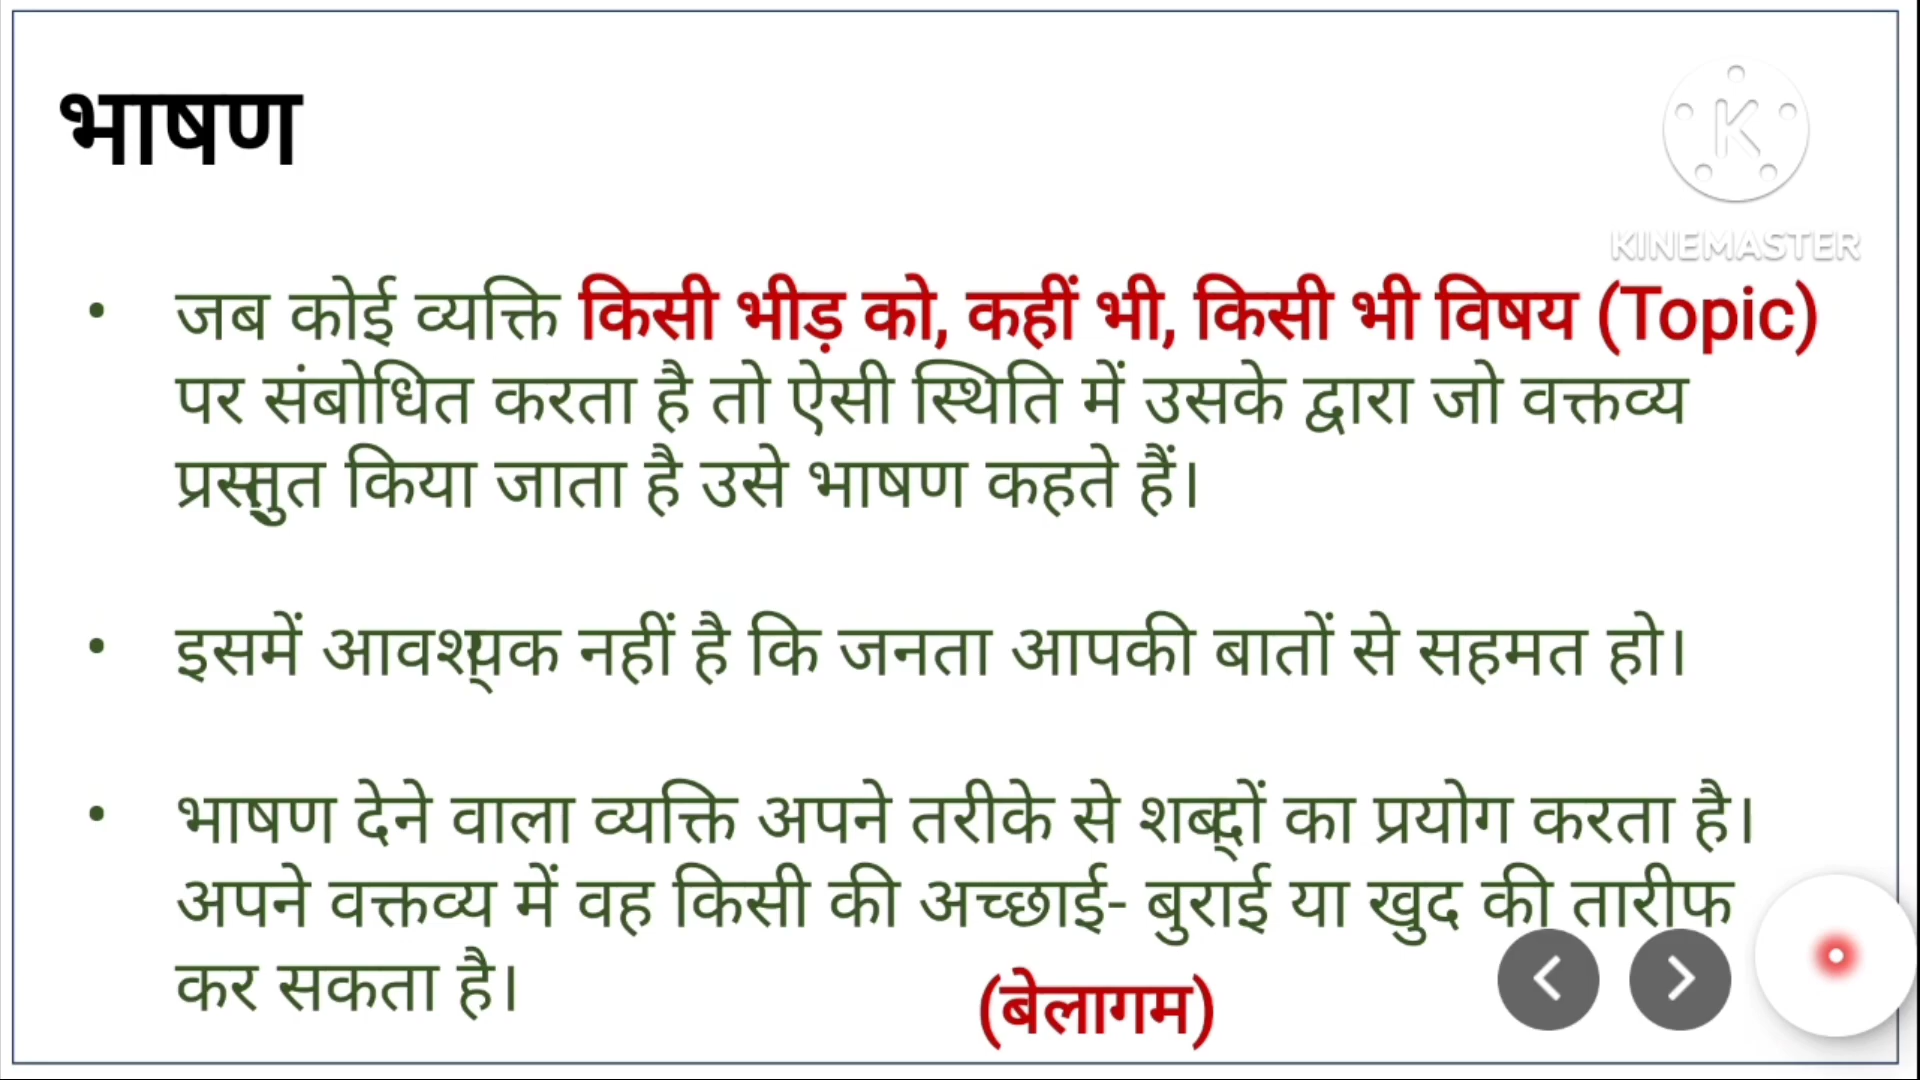 भाषण
K
KINEMASTER
• जब कोई व्यक्ति किसी भीड़ को, कहीं भी, किसी भी विषय (Topic)
पर संबोधित करता है तो ऐसी स्थिति में उसके द्वारा जो वक्तव्य
प्रस्तुत किया जाता है उसे भाषण कहते हैं।
• इसमें आवश्यक नहीं है कि जनता आपकी बातों से सहमत हो।
• भाषण देने वाला व्यक्ति अपने तरीके से शब्दों का प्रयोग करता है।
अपने वक्तव्य में वह किसी की अच्छाई- बुराई या खुद की तारीफ
कर सकता है।
(बेलागम)